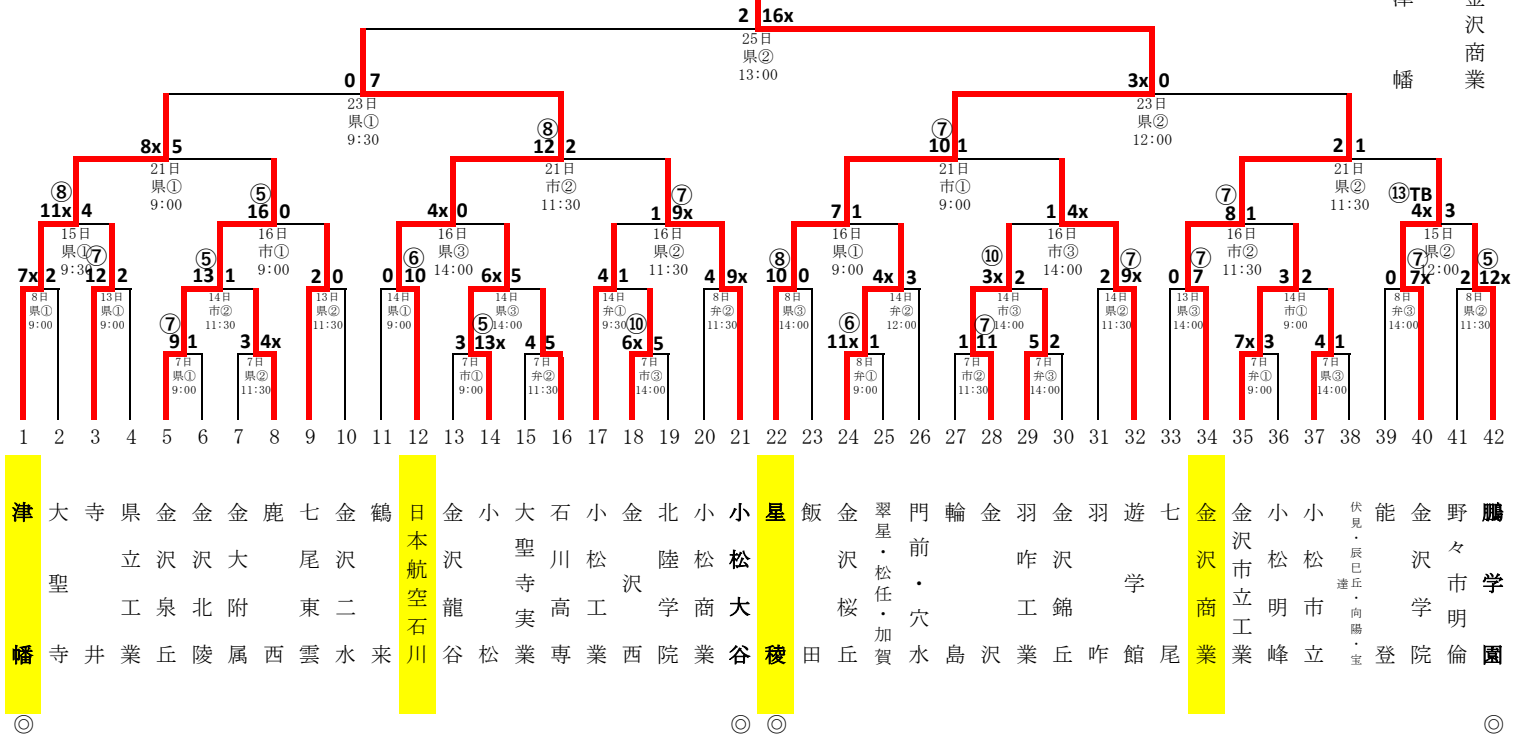 2 16x
25日
県②
13:00
津幡
金沢商業
0 7
23日
県①
9:30
3x 0
23日
県②
12:00
8x 5
21日
県①
9:00
⑧
12 2
21日
市②
11:30
⑦
10 1
21日
市①
9:00
2 1
21日
県②
11:30
⑧
11x 4
15日
県①
9:30
⑤
16 0
16日
市①
9:00
4x 0
16日
県③
14:00
⑦
1 9x
16日
県②
11:30
7 1
16日
県①
9:00
1 4x
16日
市③
14:00
⑦
8 1
16日
市②
11:30
⑬TB
4x 3
15日
県②
12:00
7x 2
8日
県①
9:00
⑦
12 2
13日
県①
9:00
⑤
13 1
14日
市②
11:30
2 0
13日
県②
11:30
⑥
0 10
14日
県①
9:00
6x 5
14日
県③
14:00
4 1
14日
弁①
9:30
4 9x
8日
弁②
11:30
⑧
10 0
8日
県③
14:00
4x 3
14日
弁②
12:00
⑩
3x 2
14日
市③
14:00
⑦
2 9x
14日
県②
11:30
⑦
0 7
13日
県③
14:00
3 2
14日
市①
9:00
⑦
0 7x
8日
弁③
14:00
⑤
2 12x
8日
県②
11:30
⑦
9 1
7日
県①
9:00
3 4x
7日
県②
11:30
⑤
3 13x
7日
市①
9:00
4 5
7日
弁②
11:30
⑩
6x 5
7日
市③
14:00
⑥
11x 1
8日
弁①
9:00
⑦
1 11
7日
市②
11:30
5 2
7日
弁③
14:00
7x 3
7日
弁①
9:00
4 1
7日
県③
14:00
1 2 3 4 5 6 7 8 9 10 11 12 13 14 15 16 17 18 19 20 21 22 23 24 25 26 27 28 29 30 31 32 33 34 35 36 37 38 39 40 41 42
津幡
大聖寺
寺井
県立工業
金沢泉丘
金沢北陵
金大附属
鹿西
七尾東雲
金沢二水
鶴来
日本航空石川
金沢龍谷
小松
大聖寺実業
石川高専
小松工業
金沢西
北陸学院
小松商業
小松大谷
星稜
飯田
金沢桜丘
翠星・松任・加賀
門前・穴水
輪島
金沢
羽咋工業
金沢錦丘
羽咋
遊学館
七尾
金沢商業
金沢市立工業
小松明峰
小松市立
伏見・辰巳丘・向陽・宝達
能登
金沢学院
野々市明倫
鵬学園
◎ ◎ ◎ ◎